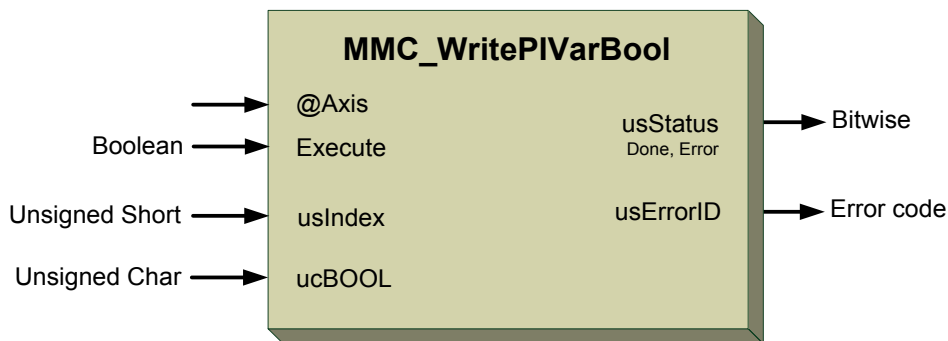 MMC_WritePIVarBool
@Axis
Boolean
Execute
Unsigned Short
usIndex
Unsigned Char
ucBOOL
usStatus
Done, Error
Bitwise
usErrorID
Error code